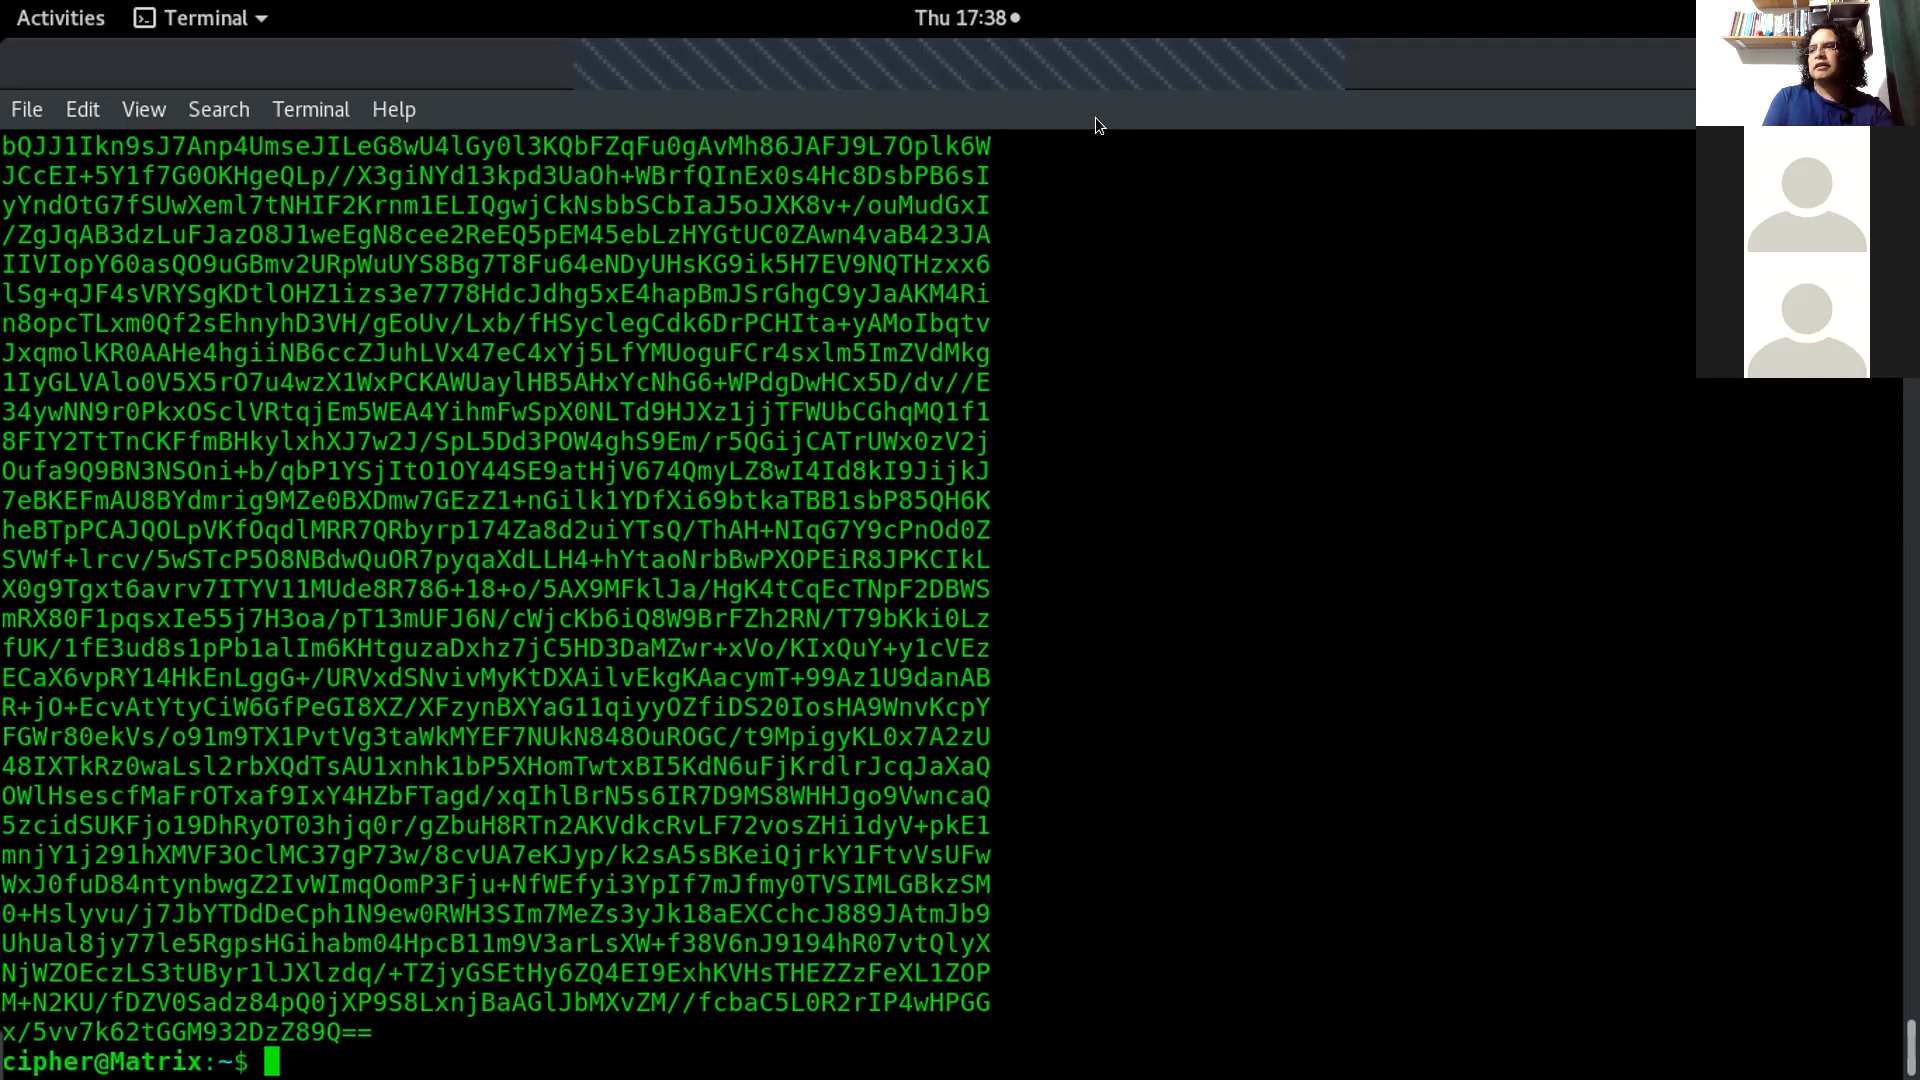 Activities Terminal Thu 17:38
File Edit View Search Terminal Help
bQJJ1Ikn9sJ7Anp4UmseJILeG8wU4lGy0l3KQbFZqFu0gAvMh86JAFJ9L7Oplk6W
JCcEI+5Y1f7G0OKHgeQLp//X3giNYd13kpd3UaOh+WBrfQInEx0s4Hc8DsbPB6sI
yYndOtG7fSUwXeml7tNHIF2Krnm1ELIQgwjCkNsbbSCbIaJ5oJXK8v+/ouMudGxI
/ZgJqAB3dzLuFJazO8J1weEgN8cee2ReEQ5pEM45ebLzHYGtUC0ZAwn4vaB423JA
IIVIopY60asQO9uGBmv2URpWuUYS8Bg7T8Fu64eNDyUHsKG9ik5H7EV9NQTHzxx6
lSg+qJF4sVRYSgKDtlOHZ1izs3e7778HdcJdhg5xE4hapBmJSrGhgC9yJaAKM4Ri
n8opcTLxm0Qf2sEhnyhD3VH/gEoUv/Lxb/fHSyclegCdk6DrPCHIta+yAMoIbqtv
JxqmolKR0AAHe4hgiiNB6ccZJuhLVx47eC4xYj5LfYMUoguFCr4sxlm5ImZVdMkg
1IyGLVAlo0V5X5rO7u4wzX1WxPCKAWUaylHB5AHxYcNhG6+WPdgDwHCx5D/dv//E
34ywNN9r0PkxOSclVRtqjEm5WEA4YihmFwSpX0NLTd9HJXz1jjTFWUbCGhqMQ1f1
8FIY2TtTnCKFfmBHkylxhXJ7w2J/SpL5Dd3POW4ghS9Em/r5QGijCATrUWx0zV2j
Oufa9Q9BN3NSOni+b/qbP1YSjItO1OY44SE9atHjV674QmyLZ8wI4Id8kI9JijkJ
7eBKEFmAU8BYdmrig9MZe0BXDmw7GEzZ1+nGilk1YDfXi69btkaTBB1sbP85QH6K
heBTpPCAJQOLpVKfOqdlMRR7QRbyrp174Za8d2uiYTsQ/ThAH+NIqG7Y9cPnOd0Z
SVWf+lrcv/5wSTcP5O8NBdwQuOR7pyqaXdLLH4+hYtaoNrbBwPXOPEiR8JPKCIkL
X0g9Tgxt6avrv7ITYV11MUde8R786+18+o/5AX9MFklJa/HgK4tCqEcTNpF2DBWS
mRX80F1pqsxIe55j7H3oa/pT13mUFJ6N/cWjcKb6iQ8W9BrFZh2RN/T79bKki0Lz
fUK/1fE3ud8s1pPb1alIm6KHtguzaDxhz7jC5HD3DaMZwr+xVo/KIxQuY+y1cVEz
ECaX6vpRY14HkEnLggG+/URVxdSNvivMyKtDXAilvEkgKAacymT+99Az1U9danAB
R+jO+EcvAtYtyCiW6GfPeGI8XZ/XFzynBXYaG11qiyyOZfiDS20IosHA9WnvKcpY
FGWr80ekVs/o91m9TX1PvtVg3taWkMYEF7NUkN848OuROGC/t9MpigyKL0x7A2zU
48IXTkRz0waLsl2rbXQdTsAU1xnhk1bP5XHomTwtxBI5KdN6uFjKrdlrJcqJaXaQ
OWlHsescfMaFrOTxaf9IxY4HZbFTagd/xqIhlBrN5s6IR7D9MS8WHHJgo9VwncaQ
5zcidSUKFjo19DhRyOT03hjq0r/gZbuH8RTn2AKVdkcRvLF72vosZHi1dyV+pkE1
mnjY1j291hXMVF3OclMC37gP73w/8cvUA7eKJyp/k2sA5sBKeiQjrkY1FtvVsUFw
WxJ0fuD84ntynbwgZ2IvWImqOomP3Fju+NfWEfyi3YpIf7mJfmy0TVSIMLGBkzSM
0+Hslyvu/j7JbYTDdDeCph1N9ew0RWH3SIm7MeZs3yJk18aEXCchcJ889JAtmJb9
UhUal8jy77le5RgpsHGihabm04HpcB11m9V3arLsXW+f38V6nJ9194hR07vtQlyX
NjWZOEczLS3tUByr1lJXlzdq/+TZjyGSEtHy6ZQ4EI9ExhKVHsTHEZZzFeXL1ZOP
M+N2KU/fDZV0Sadz84pQ0jXP9S8LxnjBaAGlJbMXvZM//fcbaC5L0R2rIP4wHPGG
x/5vv7k62tGGM932DzZ89Q==
cipher@Matrix:~$